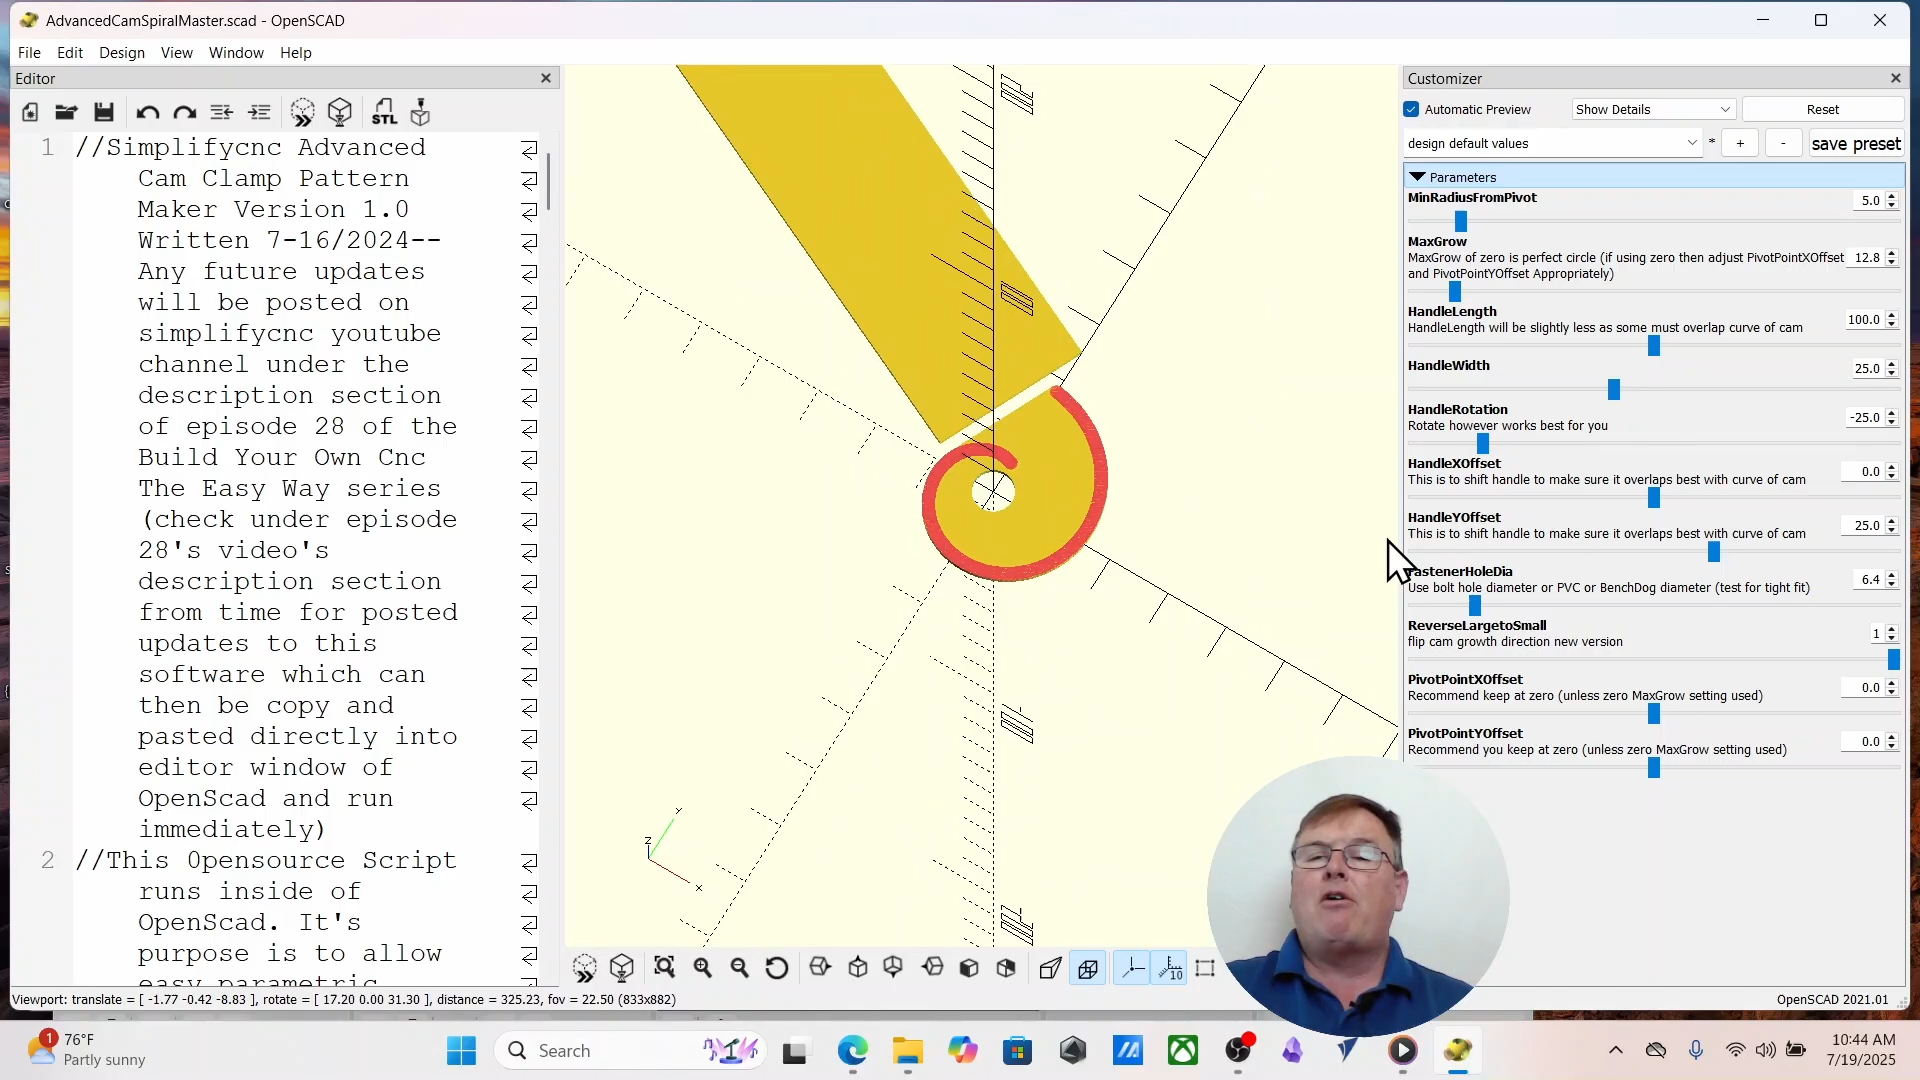 AdvancedCamSpiralMaster.scad - OpenSCAD
File Edit Design View Window Help
Editor
STL
1 //Simplifycnc Advanced
Cam Clamp Pattern
Maker Version 1.0
Written 7-16/2024--
Any future updates
will be posted on
simplifycnc youtube
channel under the
description section
of episode 28 of the
Build Your Own Cnc
The Easy Way series
(check under episode
28's video's
description section
from time for posted
updates to this
software which can
then be copy and
pasted directly into
editor window of
OpenScad and run
immediately)
2 //This Opensource Script
runs inside of
OpenScad. It's
purpose is to allow
easy parametric
z
Y
x
10
Customizer
Automatic Preview Show Details Reset
design default values * + - save preset
Parameters
MinRadiusFromPivot 5.0
MaxGrow
MaxGrow of zero is perfect circle (if using zero then adjust PivotPointXOffset 12.8
and PivotPointYOffset Appropriately)
HandleLength
HandleLength will be slightly less as some must overlap curve of cam 100.0
HandleWidth 25.0
HandleRotation
Rotate however works best for you -25.0
HandleXOffset
This is to shift handle to make sure it overlaps best with curve of cam 0.0
HandleYOffset
This is to shift handle to make sure it overlaps best with curve of cam 25.0
astenerHoleDia
Use bolt hole diameter or PVC or BenchDog diameter (test for tight fit) 6.4
ReverseLargetoSmall
flip cam growth direction new version 1
PivotPointXOffset
Recommend keep at zero (unless zero MaxGrow setting used) 0.0
PivotPointYOffset
Recommend you keep at zero (unless zero MaxGrow setting used) 0.0
Viewport: translate = [ -1.77 -0.42 -8.83 ], rotate = [ 17.20 0.00 31.30 ], distance = 325.23, fov = 22.50 (833x882)
OpenSCAD 2021.01
1
76°F
Partly sunny
Search
10:44 AM
7/19/2025